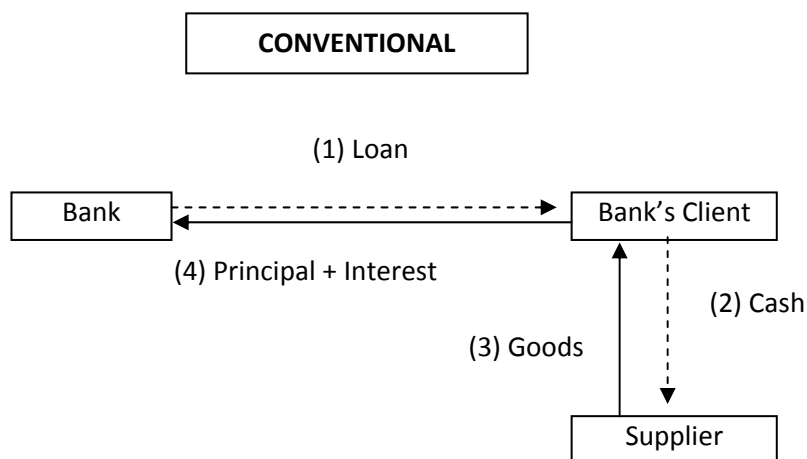 CONVENTIONAL
(1) Loan
Bank
Bank’s Client
(4) Principal + Interest
(2) Cash
(3) Goods
Supplier